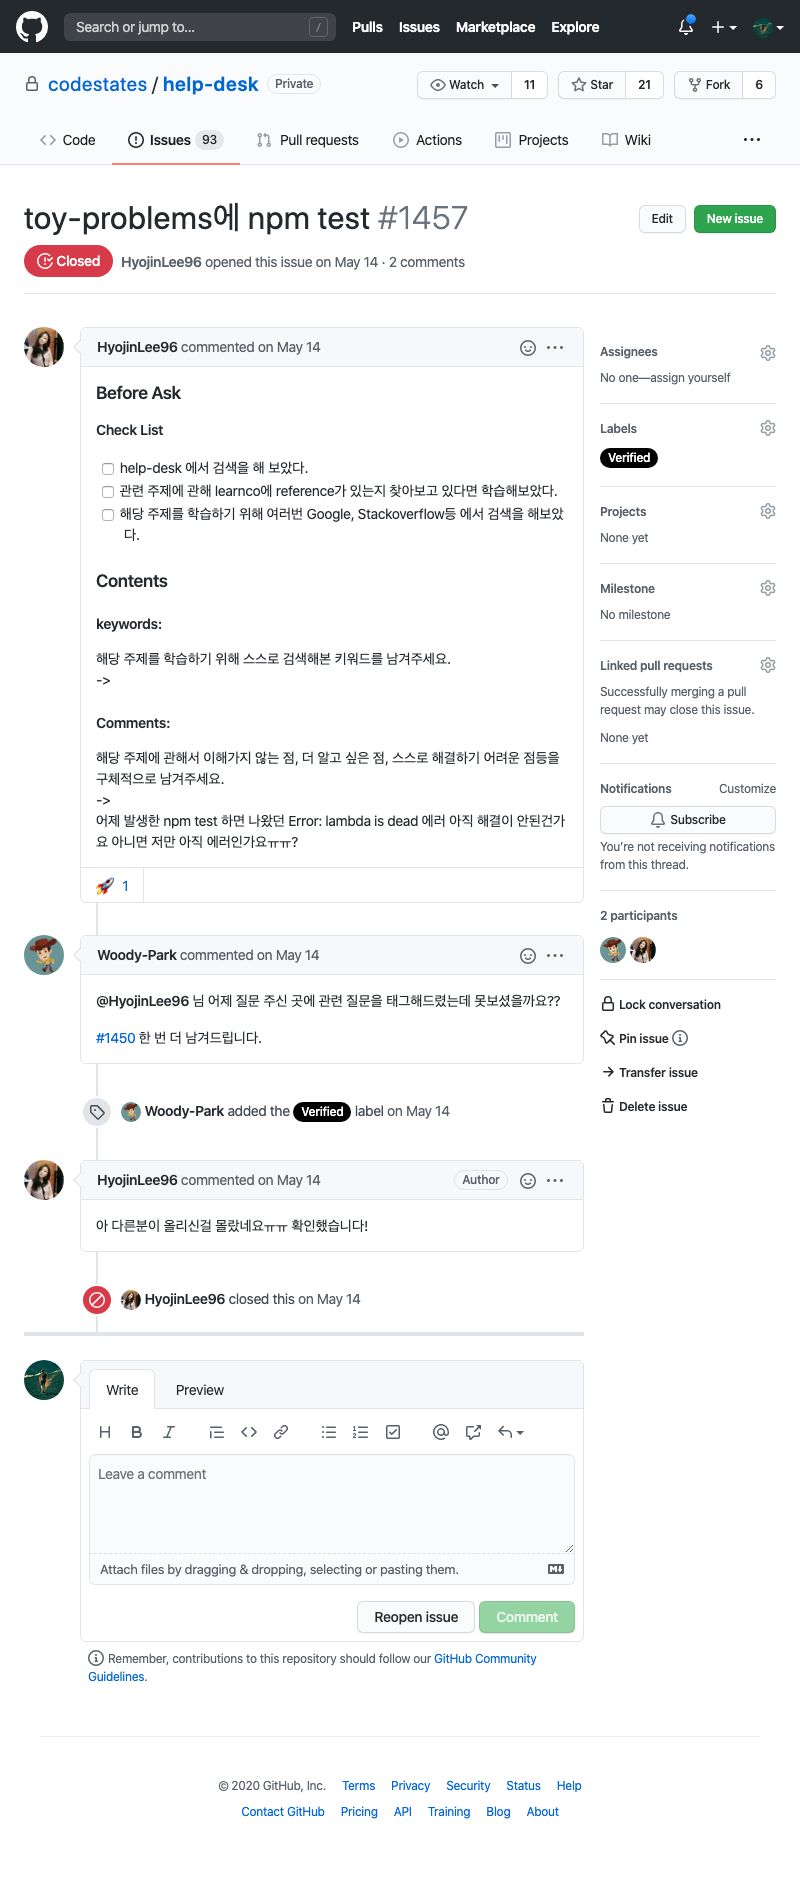 Search or jump to...
/
Pulls Issues Marketplace Explore
codestates / help-desk Private
Watch 11 Star 21 Fork 6
Code Issues 93 Pull requests Actions Projects Wiki
toy-problems에 npm test #1457
Edit New issue
Closed HyojinLee96 opened this issue on May 14 · 2 comments
HyojinLee96 commented on May 14
Before Ask
Check List
help-desk 에서 검색을 해 보았다.
관련 주제에 관해 learnco에 reference가 있는지 찾아보고 있다면 학습해보았다.
해당 주제를 학습하기 위해 여러번 Google, Stackoverflow등 에서 검색을 해보았
다.
Contents
keywords:
해당 주제를 학습하기 위해 스스로 검색해본 키워드를 남겨주세요.
->
Comments:
해당 주제에 관해서 이해가지 않는 점, 더 알고 싶은 점, 스스로 해결하기 어려운 점등을
구체적으로 남겨주세요.
->
어제 발생한 npm test 하면 나왔던 Error: lambda is dead 에러 아직 해결이 안된건가
요 아니면 저만 아직 에러인가요ㅠㅠ?
1
Woody-Park commented on May 14
@HyojinLee96 님 어제 질문 주신 곳에 관련 질문을 태그해드렸는데 못보셨을까요??
#1450 한 번 더 남겨드립니다.
Woody-Park added the Verified label on May 14
HyojinLee96 commented on May 14
Author
아 다른분이 올리신걸 몰랐네요ㅠㅠ 확인했습니다!
HyojinLee96 closed this on May 14
Assignees
No one—assign yourself
Labels
Verified
Projects
None yet
Milestone
No milestone
Linked pull requests
Successfully merging a pull
request may close this issue.
None yet
Notifications Customize
Subscribe
You're not receiving notifications
from this thread.
2 participants
Lock conversation
Pin issue
Transfer issue
Delete issue
Write Preview
H B I
Leave a comment
Attach files by dragging & dropping, selecting or pasting them.
Reopen issue Comment
Remember, contributions to this repository should follow our GitHub Community
Guidelines.
© 2020 GitHub, Inc. Terms Privacy Security Status Help
Contact GitHub Pricing API Training Blog About